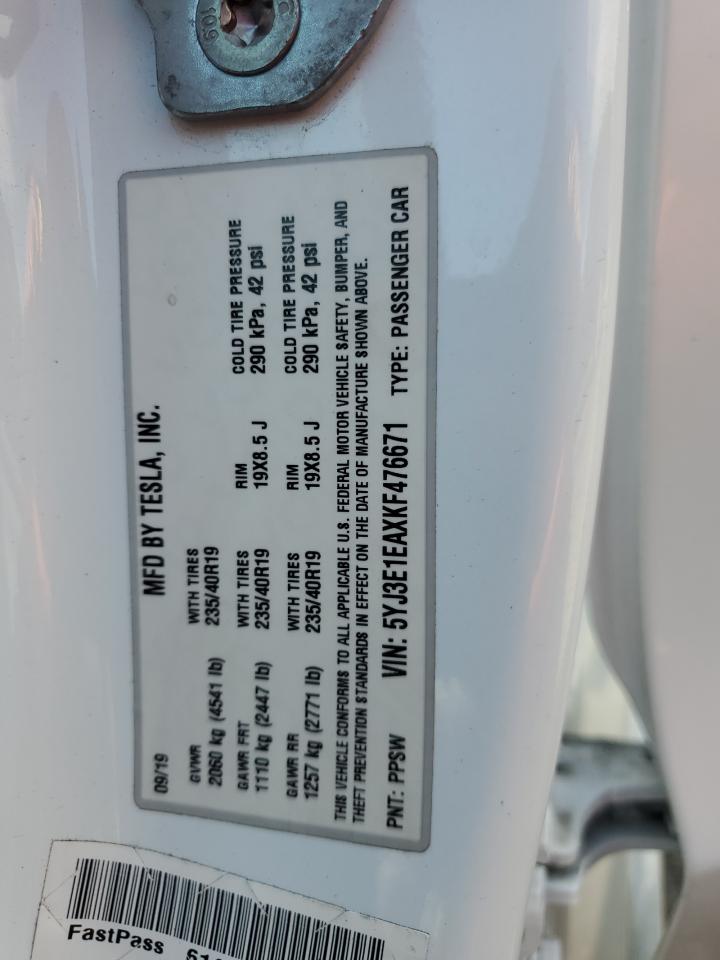 09/19 MFD BY TESLA, INC.
GVWR WITH TIRES
2060 kg (4541 lb) 235/40R19
GAWR FRT WITH TIRES RIM COLD TIRE PRESSURE
1110 kg (2447 lb) 235/40R19 19X8.5 J 290 kPa, 42 psi
GAWR RR WITH TIRES RIM COLD TIRE PRESSURE
1257 kg (2771 lb) 235/40R19 19X8.5 J 290 kPa, 42 psi
THIS VEHICLE CONFORMS TO ALL APPLICABLE U.S. FEDERAL MOTOR VEHICLE SAFETY, BUMPER, AND
THEFT PREVENTION STANDARDS IN EFFECT ON THE DATE OF MANUFACTURE SHOWN ABOVE.
PNT: PPSW VIN: 5YJ3E1EAXKF476671 TYPE: PASSENGER CAR
FastPass